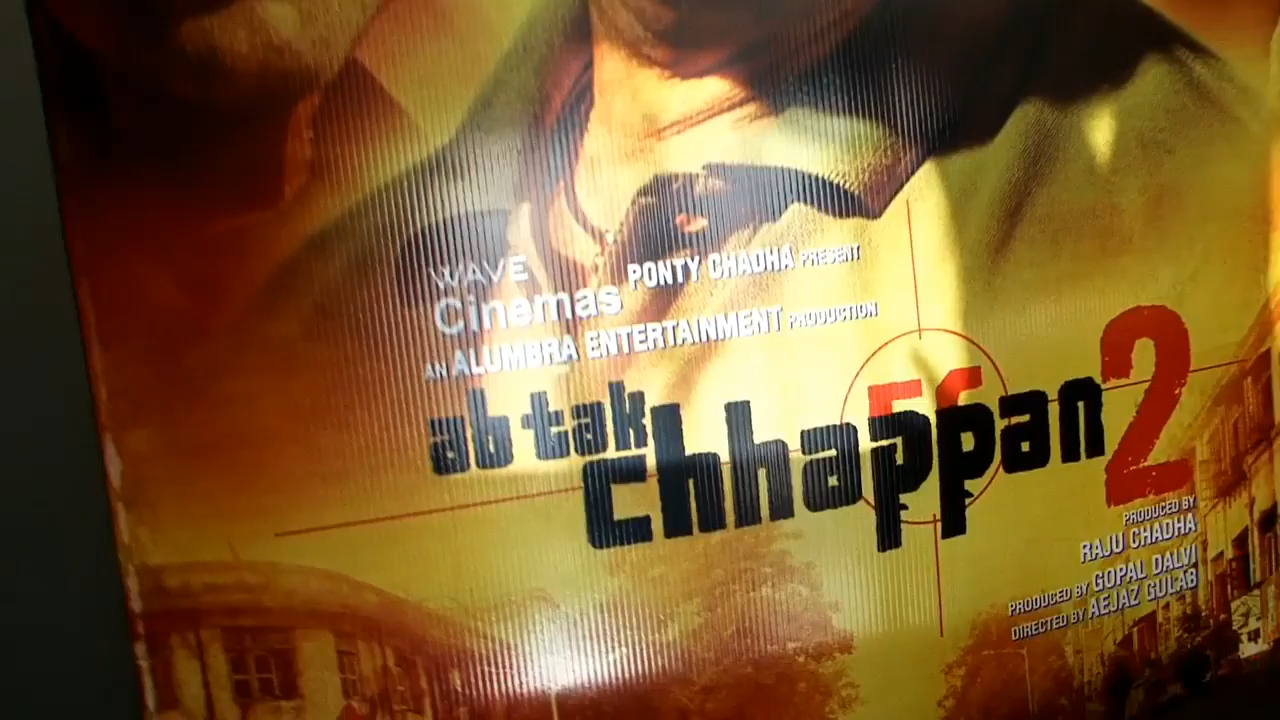 WAVE
Cinemas PONTY CHADHA PRESENT
AN ALUMBRA ENTERTAINMENT PRODUCTION
ab tak
56
chhappan 2
PRODUCED BY
RAJU CHADHA
PRODUCED BY GOPAL DALVI
DIRECTED BY AEJAZ GULAB